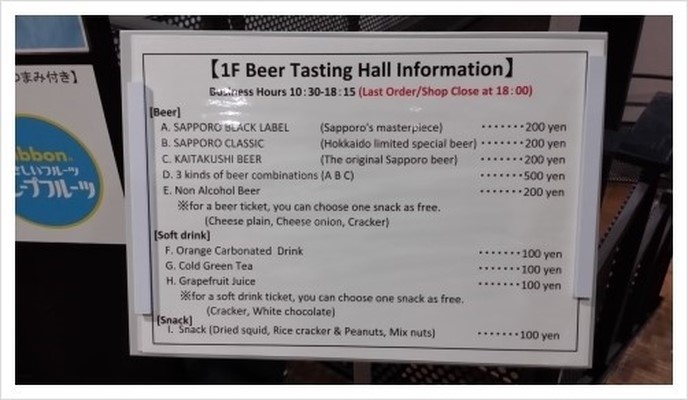 つまみ付き】
bbon
さしいフルーツ
ープフルーツ
【1F Beer Tasting Hall Information】
Business Hours 10:30-18:15 (Last Order/Shop Close at 18:00)
[Beer]
A. SAPPORO BLACK LABEL (Sapporo's masterpiece) ‥‥‥‥200 yen
B. SAPPORO CLASSIC (Hokkaido limited special beer) ‥‥‥‥200 yen
C. KAITAKUSHI BEER (The original Sapporo beer) ‥‥‥‥200 yen
D. 3 kinds of beer combinations (A B C) ‥‥‥‥500 yen
E. Non Alcohol Beer ‥‥‥‥200 yen
※for a beer ticket, you can choose one snack as free.
(Cheese plain, Cheese onion, Cracker)
[Soft drink]
F. Orange Carbonated Drink ‥‥‥‥100 yen
G. Cold Green Tea ‥‥‥‥100 yen
H. Grapefruit Juice ‥‥‥‥100 yen
※for a soft drink ticket, you can choose one snack as free.
(Cracker, White chocolate)
[Snack]
I. Snack (Dried squid, Rice cracker & Peanuts, Mix nuts) ‥‥‥‥100 yen